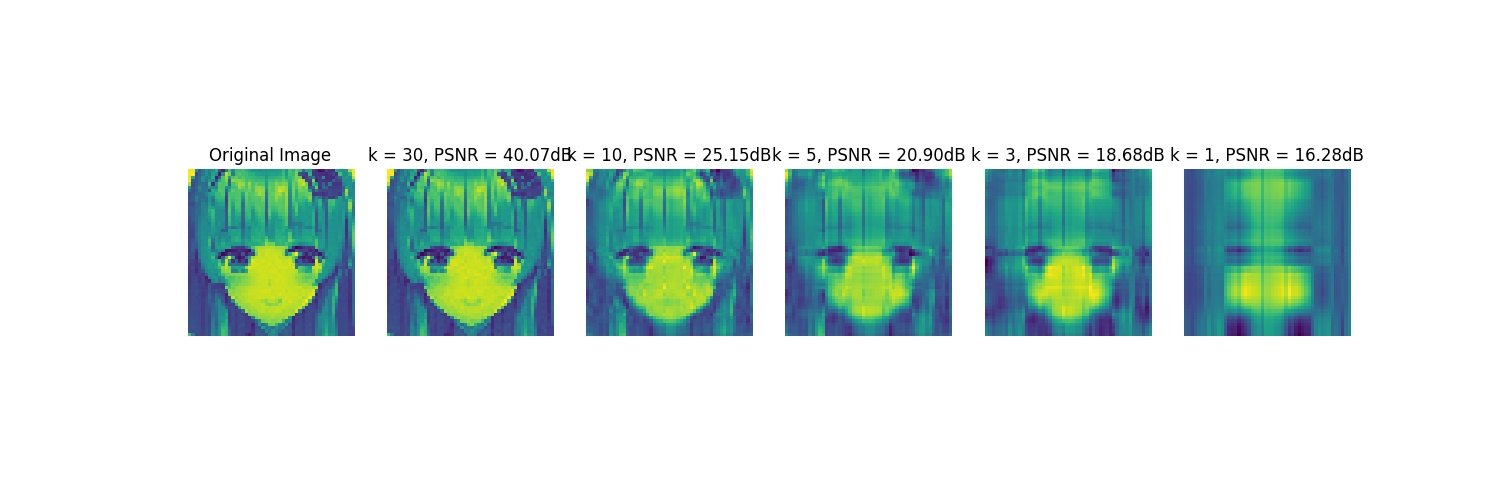 Original Image
k = 30, PSNR = 40.07dB
k = 10, PSNR = 25.15dB
k = 5, PSNR = 20.90dB
k = 3, PSNR = 18.68dB
k = 1, PSNR = 16.28dB